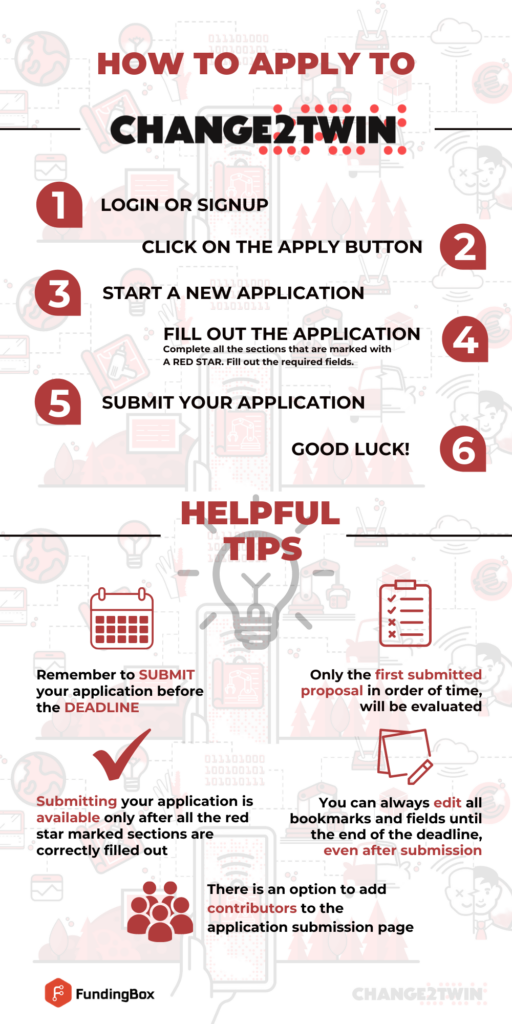 HOW TO APPLY TO
CHANGE2TWIN
1 LOGIN OR SIGNUP
CLICK ON THE APPLY BUTTON 2
3 START A NEW APPLICATION
FILL OUT THE APPLICATION 4
Complete all the sections that are marked with
A RED STAR. Fill out the required fields.
5 SUBMIT YOUR APPLICATION
GOOD LUCK! 6
HELPFUL
TIPS
Remember to SUBMIT
your application before
the DEADLINE
Only the first submitted
proposal in order of time,
will be evaluated
Submitting your application is
available only after all the red
star marked sections are
correctly filled out
You can always edit all
bookmarks and fields until
the end of the deadline,
even after submission
There is an option to add
contributors to the
application submission page
FundingBox
CHANGE2TWIN